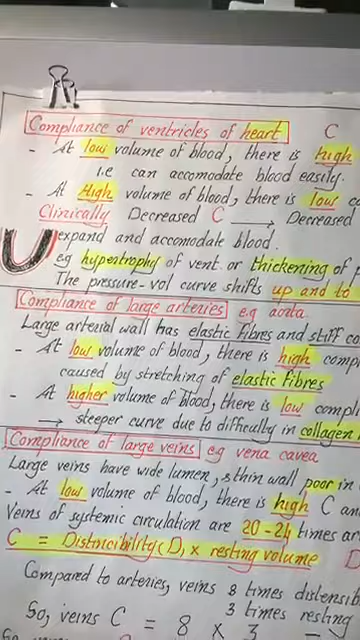 Compliance of ventricles of heart C
- At low volume of blood, there is high
i.e can accomodate blood easily.
- At High volume of blood, there is low co
Clinically Decreased C → Decreased
expand and accomodate blood.
eg hypentrophy of vent. or thickening of
The pressure-vol curve shifts up and to
Compliance of large arteries e.g aorta
Large arterial wall has elastic fibres and stiff co
- At low volume of blood, there is high compl
caused by stretching of elastic fibres
- At higher volume of blood, there is low compl
→ steeper curve due to difficulty in collagen
Compliance of large veins eg vena cavea
Large veins have wide lumen, & thin wall poor in
- At low volume of blood, there is high C an
Veins of systemic circulation are 20-24 times
C = Distincibility(D) x resting volume
Compared to arteries, veins 8 times distensib
3 times resting
So, veins C = 8 x 3